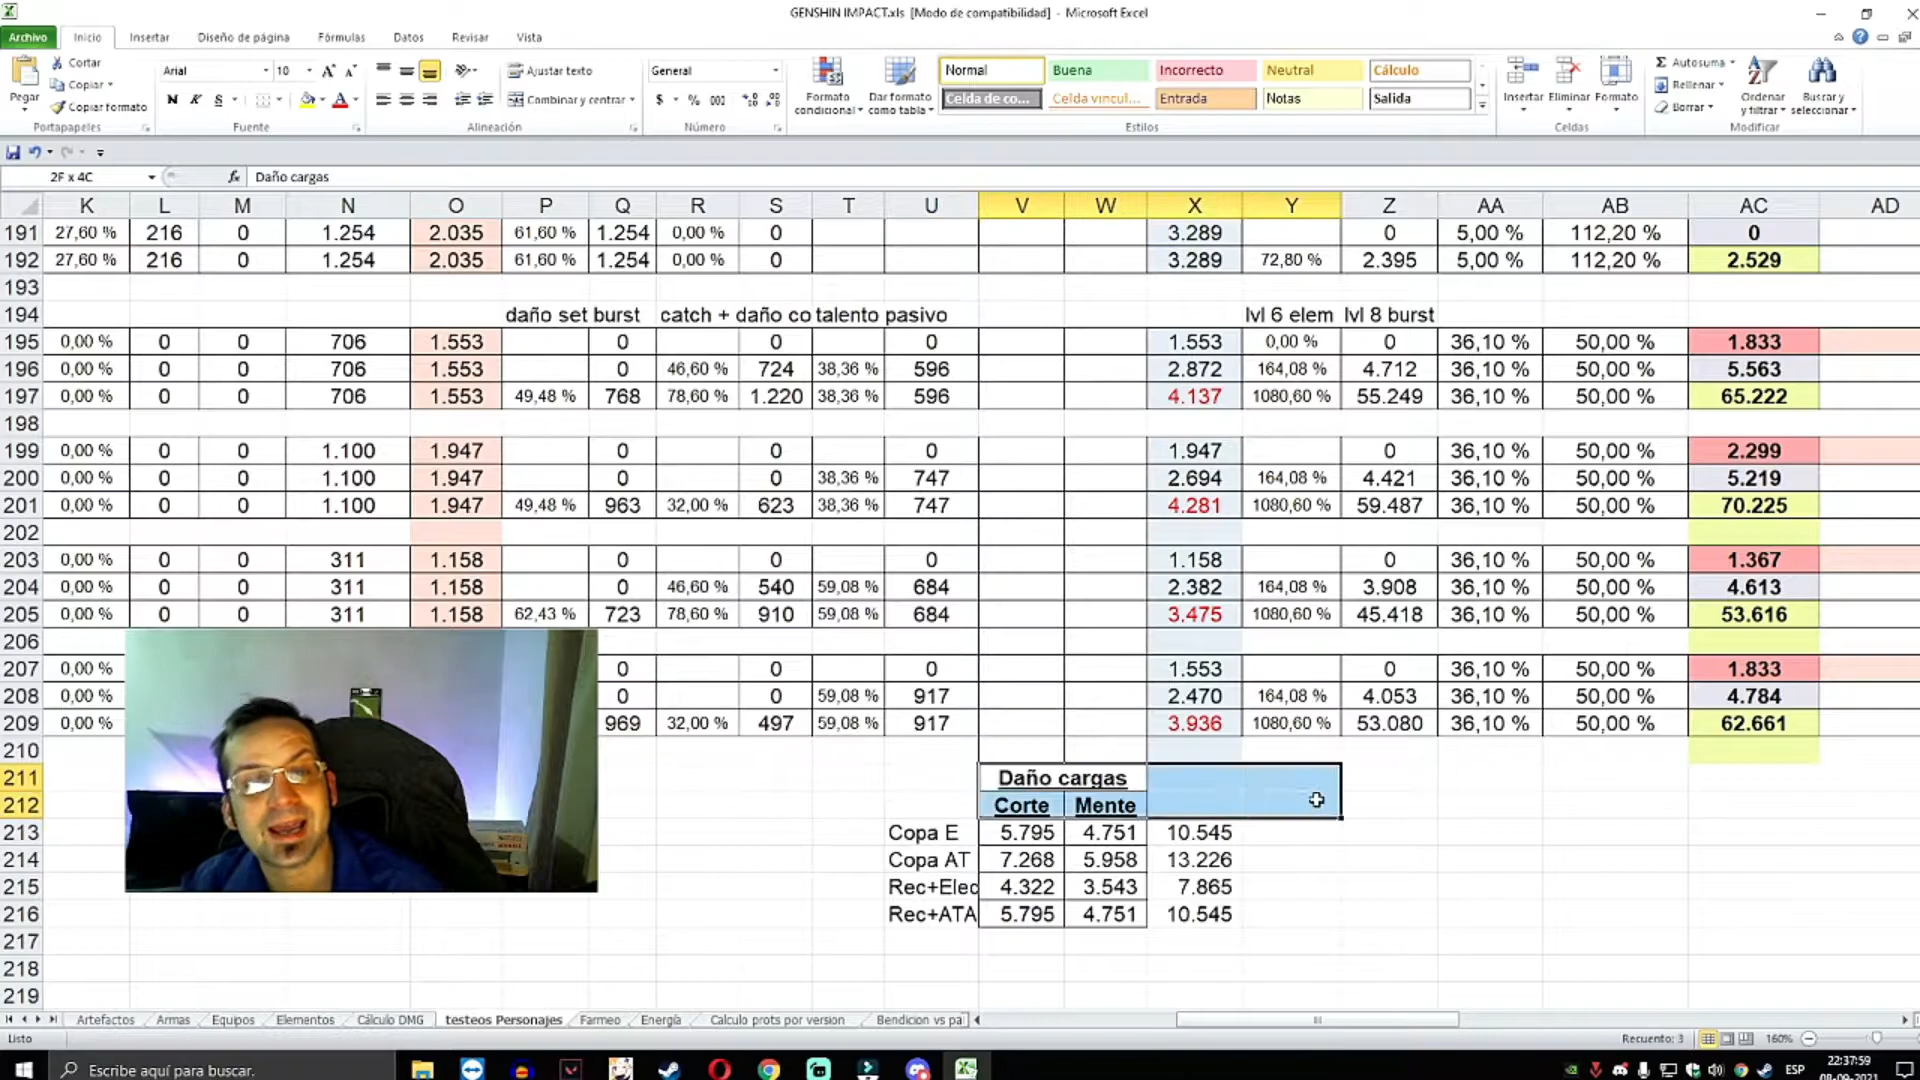 GENSHIN IMPACT.xls [Modo de compatibilidad] - Microsoft Excel
Archivo Inicio Insertar Diseño de página Fórmulas Datos Revisar Vista
Pegar
Cortar
Copiar
Copiar formato
Portapapeles
Arial 10
N K S
Fuente
Ajustar texto
Combinar y centrar
Alineación
General
$ % 000
Número
Formato condicional
Dar formato como tabla
Normal Buena Incorrecto Neutral Cálculo
Celda de co... Celda vincul... Entrada Notas Salida
Estilos
Insertar Eliminar Formato
Celdas
Autosuma
Rellenar
Borrar
Ordenar y filtrar
Buscar y seleccionar
Modificar
2F x 4C fx Daño cargas
K L M N O P Q R S T U V W X Y Z AA AB AC AD
191 27,60 % 216 0 1.254 2.035 61,60 % 1.254 0,00 % 0 3.289 0 5,00 % 112,20 % 0
192 27,60 % 216 0 1.254 2.035 61,60 % 1.254 0,00 % 0 3.289 72,80 % 2.395 5,00 % 112,20 % 2.529
193
194 daño set burst catch + daño co talento pasivo lvl 6 elem lvl 8 burst
195 0,00 % 0 0 706 1.553 0 0 0 1.553 0,00 % 0 36,10 % 50,00 % 1.833
196 0,00 % 0 0 706 1.553 0 46,60 % 724 38,36 % 596 2.872 164,08 % 4.712 36,10 % 50,00 % 5.563
197 0,00 % 0 0 706 1.553 49,48 % 768 78,60 % 1.220 38,36 % 596 4.137 1080,60 % 55.249 36,10 % 50,00 % 65.222
198
199 0,00 % 0 0 1.100 1.947 0 0 0 1.947 0 36,10 % 50,00 % 2.299
200 0,00 % 0 0 1.100 1.947 0 0 38,36 % 747 2.694 164,08 % 4.421 36,10 % 50,00 % 5.219
201 0,00 % 0 0 1.100 1.947 49,48 % 963 32,00 % 623 38,36 % 747 4.281 1080,60 % 59.487 36,10 % 50,00 % 70.225
202
203 0,00 % 0 0 311 1.158 0 0 0 1.158 0 36,10 % 50,00 % 1.367
204 0,00 % 0 0 311 1.158 0 46,60 % 540 59,08 % 684 2.382 164,08 % 3.908 36,10 % 50,00 % 4.613
205 0,00 % 0 0 311 1.158 62,43 % 723 78,60 % 910 59,08 % 684 3.475 1080,60 % 45.418 36,10 % 50,00 % 53.616
206
207 0,00 % 0 0 0 1.553 0 36,10 % 50,00 % 1.833
208 0,00 % 0 0 59,08 % 917 2.470 164,08 % 4.053 36,10 % 50,00 % 4.784
209 0,00 % 969 32,00 % 497 59,08 % 917 3.936 1080,60 % 53.080 36,10 % 50,00 % 62.661
210
211 Daño cargas
212 Corte Mente
213 Copa E 5.795 4.751 10.545
214 Copa AT 7.268 5.958 13.226
215 Rec+Elec 4.322 3.543 7.865
216 Rec+ATA 5.795 4.751 10.545
217
218
219
Artefactos Armas Equipos Elementos Cálculo DMG testeos Personajes Farmeo Energía Calculo prots por version Bendicion vs pa
Listo Recuento: 3 160%
Escribe aquí para buscar. ESP 22:37:59
08-09-2021